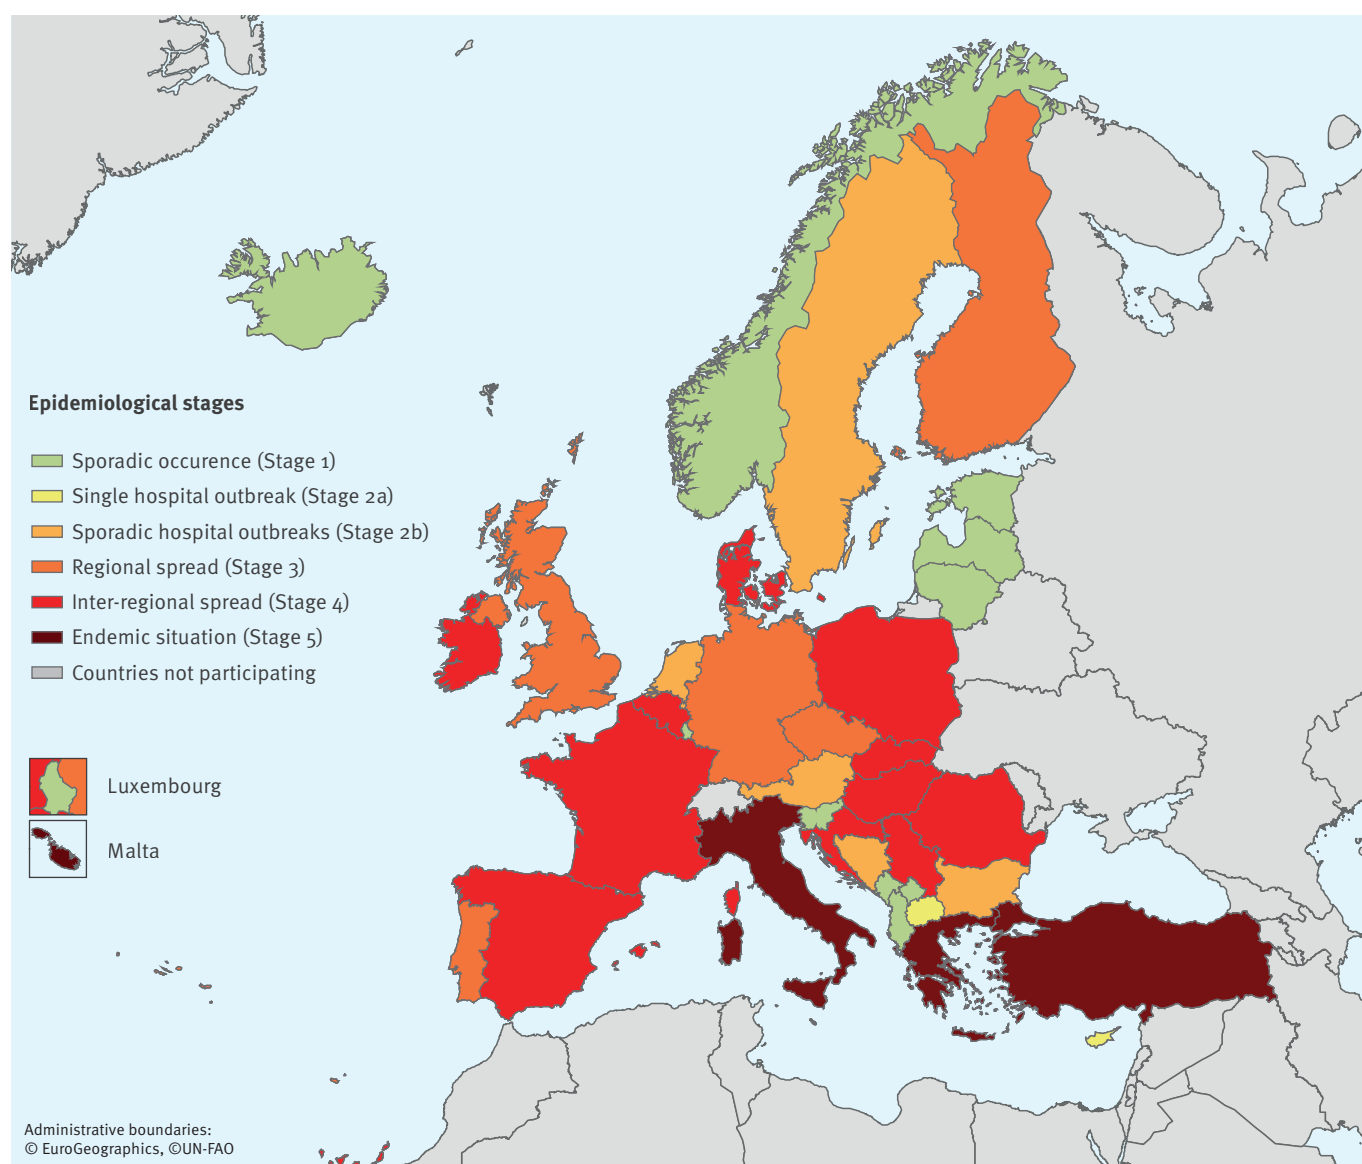 Epidemiological stages
Sporadic occurence (Stage 1)
Single hospital outbreak (Stage 2a)
Sporadic hospital outbreaks (Stage 2b)
Regional spread (Stage 3)
Inter-regional spread (Stage 4)
Endemic situation (Stage 5)
Countries not participating
Luxembourg
Malta
Administrative boundaries:
© EuroGeographics, ©UN-FAO